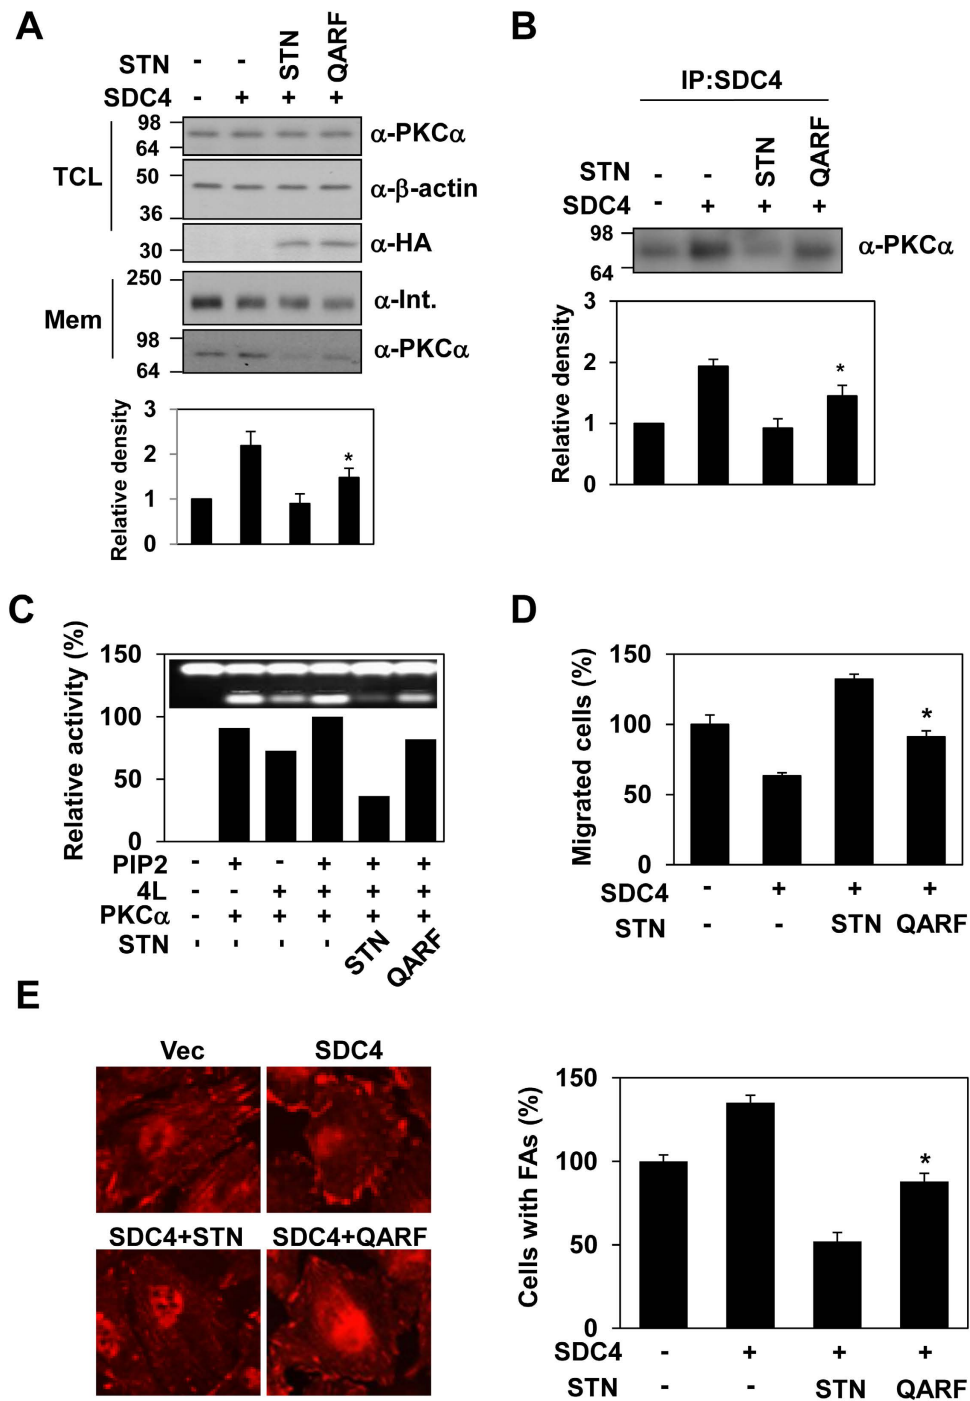 A
STN - - STN QARF
SDC4 - + + +
TCL
98
64
α-PKCα
50
36
α-β-actin
30
α-HA
Mem
250
α-Int.
98
64
α-PKCα
Relative density
3
2
1
0
*
B
IP:SDC4
STN - - STN QARF
SDC4 - + + +
98
64
α-PKCα
Relative density
3
2
1
0
*
C
Relative activity (%)
150
100
50
0
PIP2 - + - + + +
4L - - + + + +
PKCα - + + + + +
STN - - - - STN QARF
D
Migrated cells (%)
150
100
50
0
*
SDC4 - + + +
STN - - STN QARF
E
Vec SDC4
SDC4+STN SDC4+QARF
Cells with FAs (%)
150
100
50
0
*
SDC4 - + + +
STN - - STN QARF